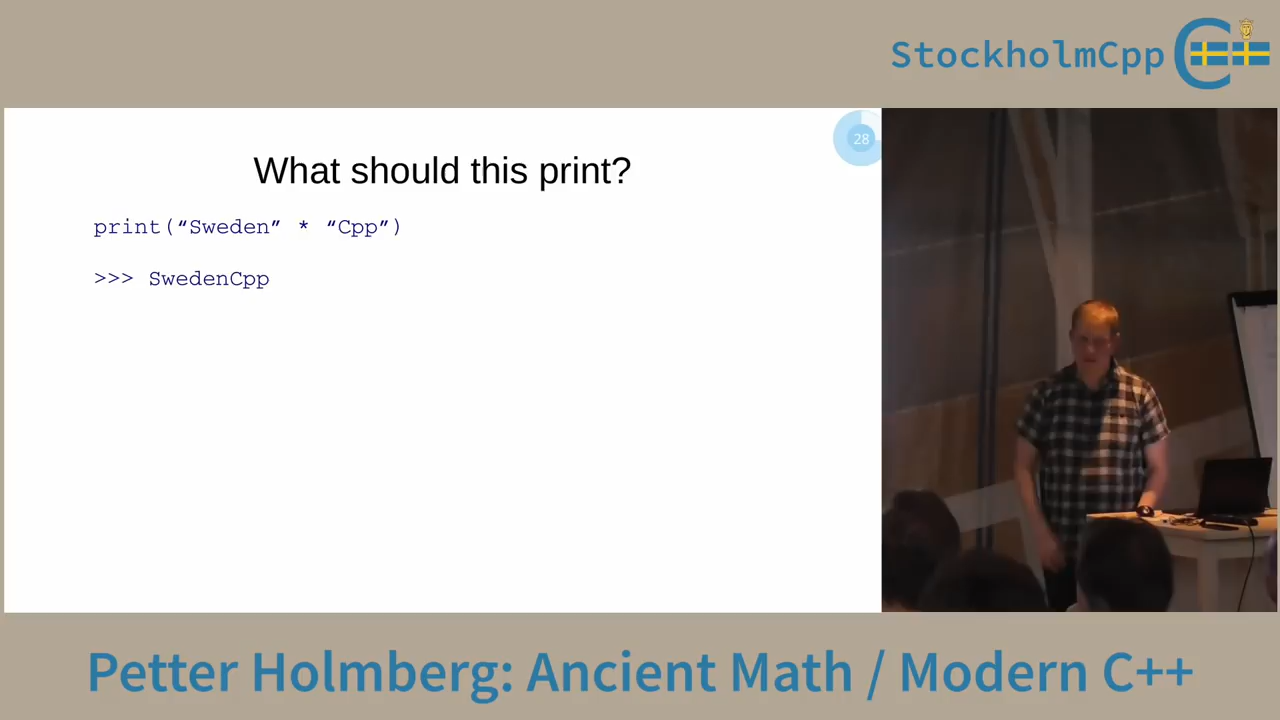 StockholmCpp
28
What should this print?
print(“Sweden” * “Cpp”)
>>> SwedenCpp
Petter Holmberg: Ancient Math / Modern C++